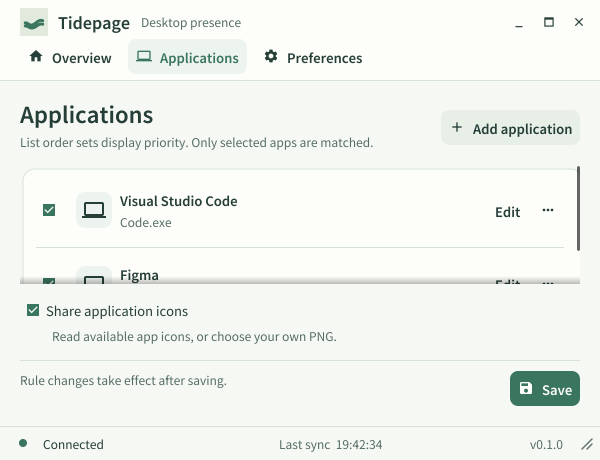 Tidepage Desktop presence
Overview Applications Preferences
Applications
List order sets display priority. Only selected apps are matched.
+ Add application
Visual Studio Code
Code.exe
Edit ···
Figma
Edit
Share application icons
Read available app icons, or choose your own PNG.
Rule changes take effect after saving.
Save
Connected
Last sync 19:42:34
v0.1.0